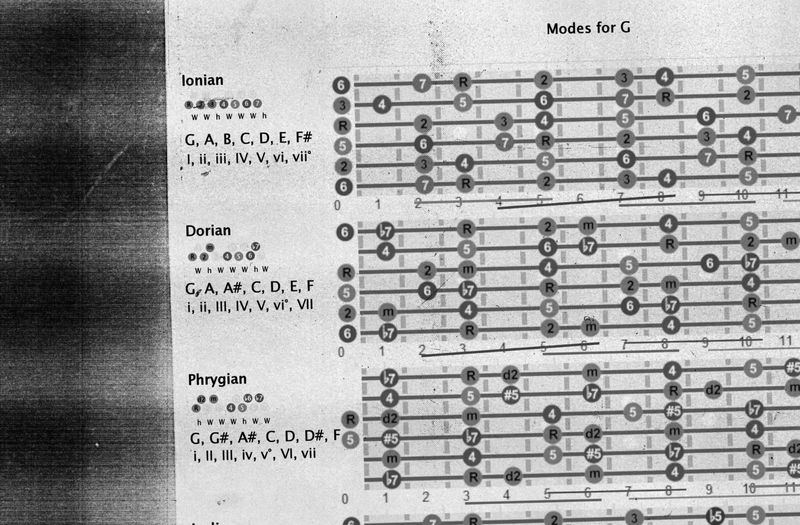 Modes for G
Ionian
R 2 3 4 5 6 7
W W h W W W h
G, A, B, C, D, E, F#
I, ii, iii, IV, V, vi, vii°
6 7 R 2 3 4 5
3 4 5 6 7 R 2
R 2 3 4 5 6 7
5 6 7 R 2 3 4
2 3 4 5 6 7 R
6 7 R 2 3 4 5
0 1 2 3 4 5 6 7 8 9 10 11
Dorian
m ♭7
R 2 4 5 6
W h W W W h W
G, A, A#, C, D, E, F
i, ii, III, IV, V, vi°, VII
6 ♭7 R 2 m 4 5
4 5 6 ♭7 R 2 m
R 2 m 4 5 6 ♭7
5 6 ♭7 R 2 m 4
2 m 4 5 6 ♭7 R
6 ♭7 R 2 m 4 5
0 1 2 3 4 5 6 7 8 9 10 11
Phrygian
d2 m ♭6 ♭7
R 4 5
h W W W h W W
G, G#, A#, C, D, D#, F
i, II, III, iv, v°, VI, vii
♭7 R d2 m 4 5 #5
4 5 #5 ♭7 R d2 m
R d2 m 4 5 #5 ♭7
5 #5 ♭7 R d2 m 4
m 4 5 #5 ♭7 R d2
♭7 R d2 m 4 5 #5
0 1 2 3 4 5 6 7 8 9 10 11
6 7 R 2 3 ♭5 5